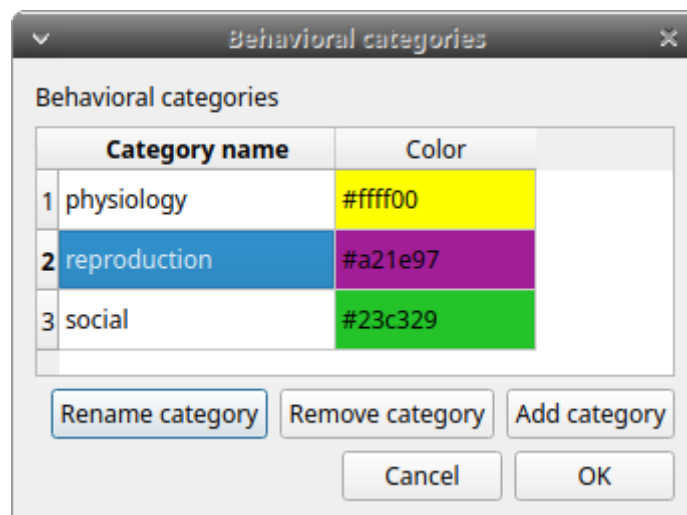 Behavioral categories
Behavioral categories
Category name Color
1 physiology #ffff00
2 reproduction #a21e97
3 social #23c329
Rename category Remove category Add category
Cancel OK